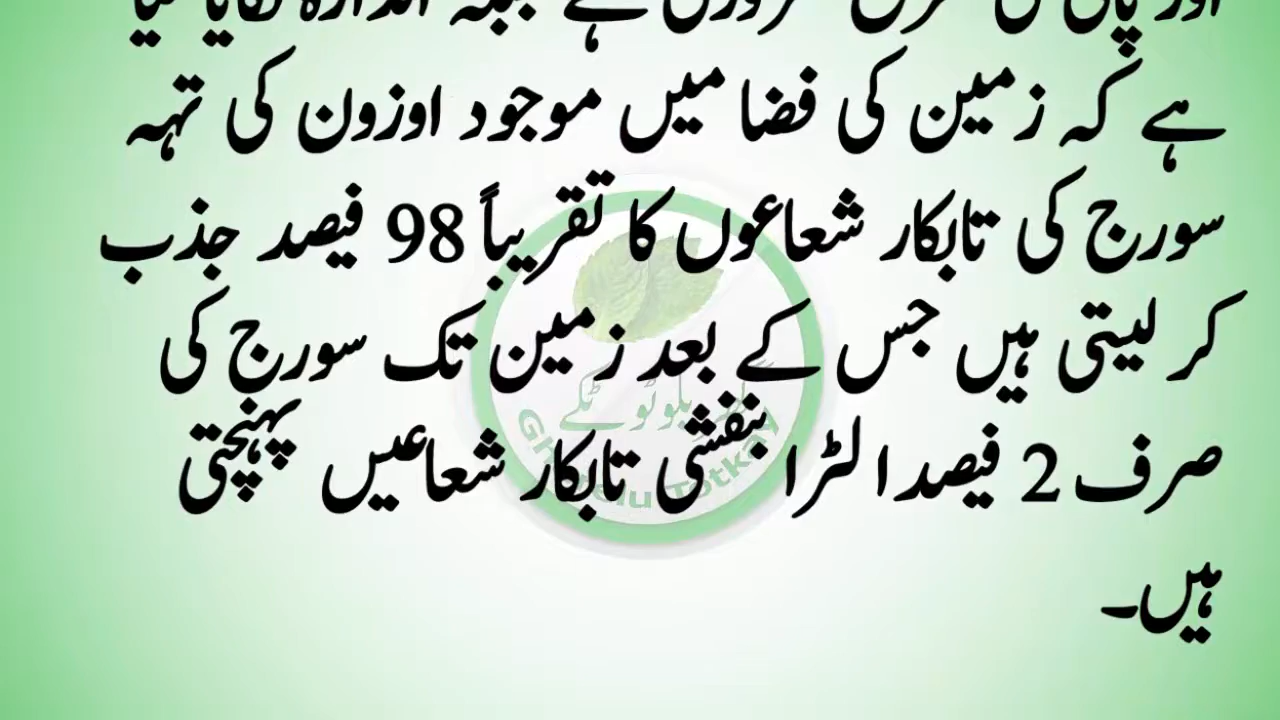 ہے کہ زمین کی فضا میں موجود اوزون کی تہہ
سورج کی تابکار شعاعوں کا تقریباً 98 فیصد جذب
کر لیتی ہیں جس کے بعد زمین تک سورج کی
صرف 2 فیصد الٹرا بنفشی تابکار شعاعیں پہنچتی
ہیں۔